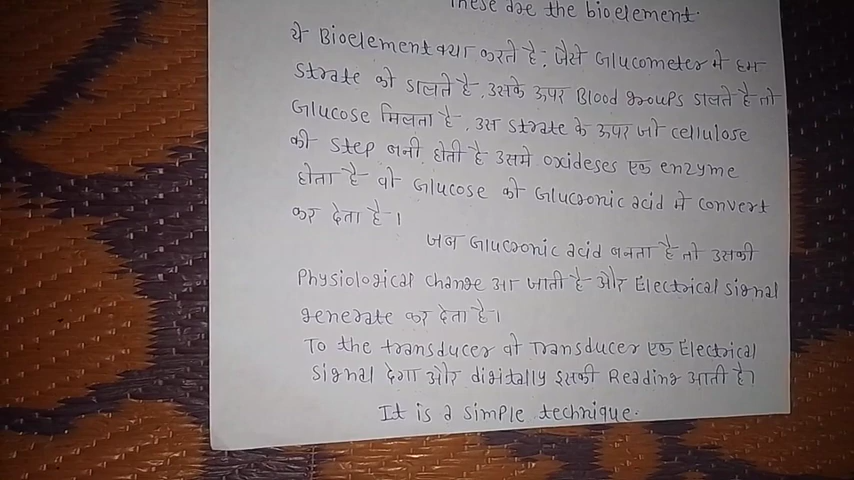 These are the bioelement.
ये Bioelement क्या करते है, जैसे Glucometer मे हम
strate को डालते है, उसके ऊपर Blood groups डालते है तो
Glucose मिलता है, उस strate के ऊपर जो cellulose
की step बनी होती है उसमे oxideses एक enzyme
होता है वो Glucose को Glucronic acid मे convert
कर देता है।
जब Glucronic acid बनता है तो उसकी
Physiological change आ जाती है और Electrical signal
generate कर देता है।
To the transducer वो Transducer एक Electrical
signal देगा और digitally इसकी Reading आती है।
It is a simple technique.